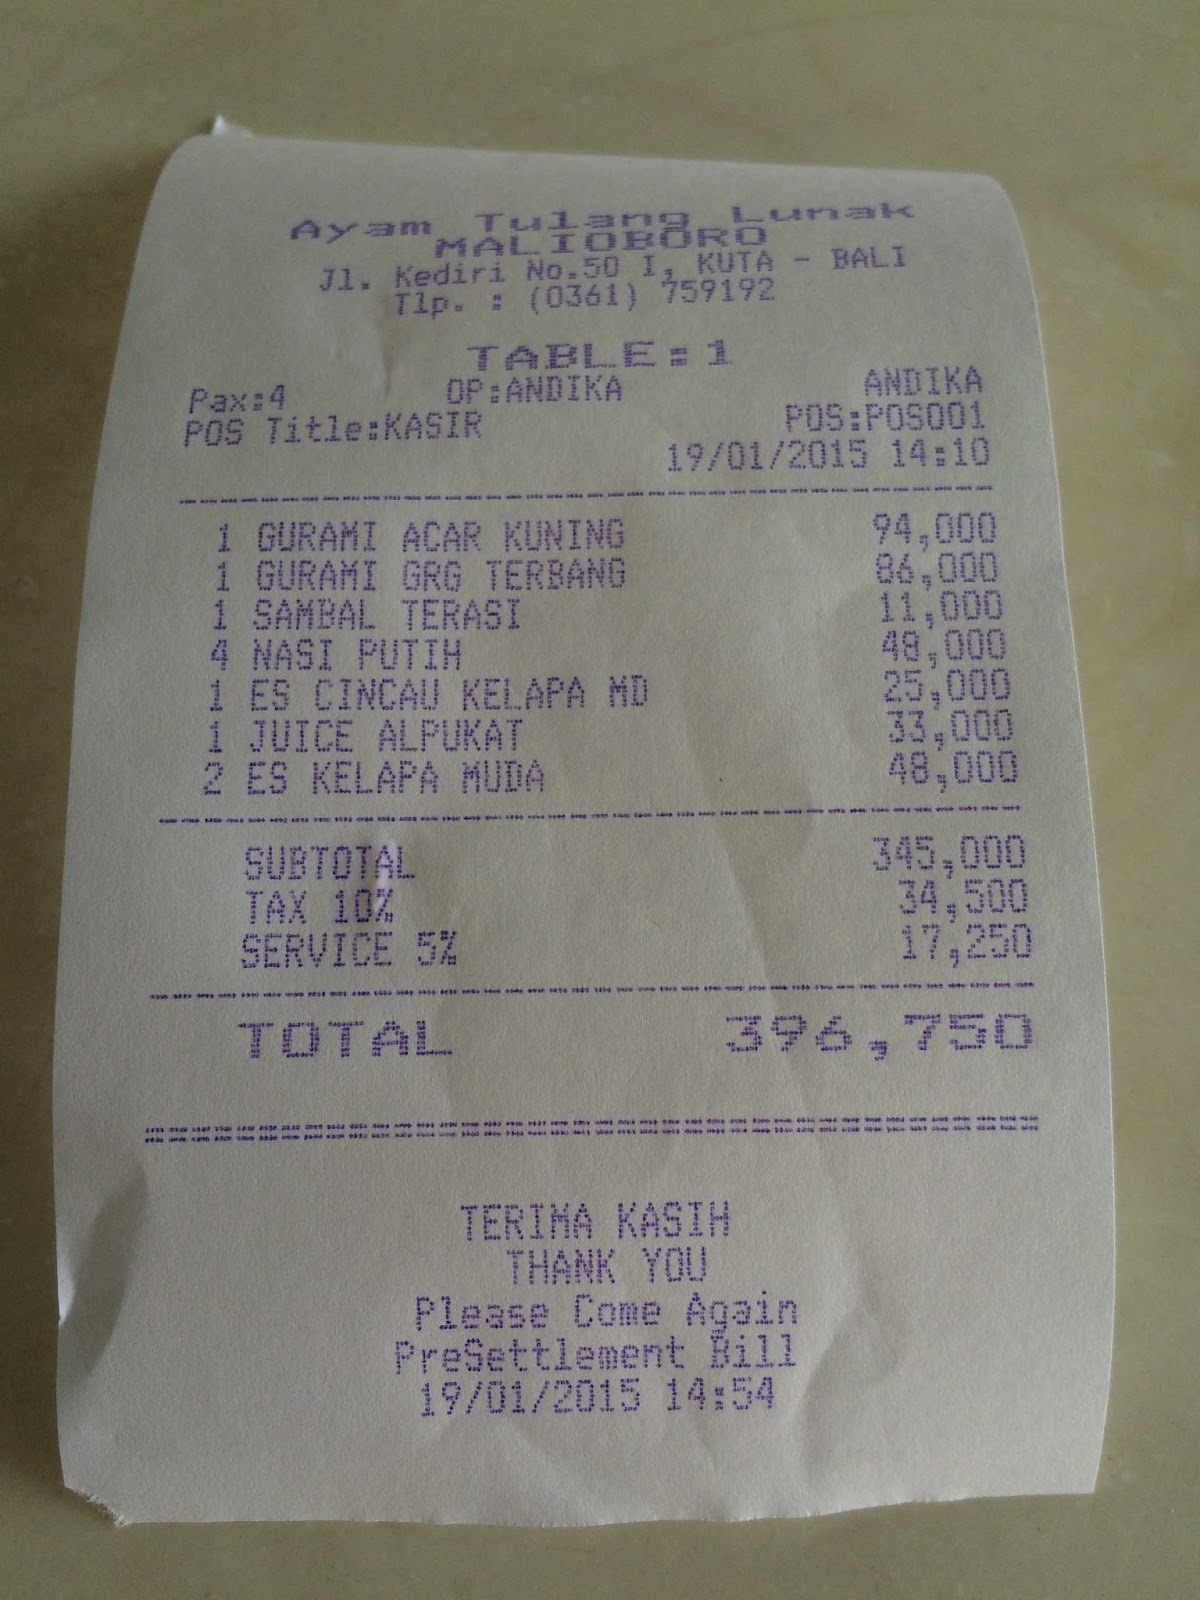 Ayam Tulang Lunak
MALIOBORO
Jl. Kediri No.50 I, KUTA - BALI
Tlp. : (0361) 759192
TABLE:1
Pax:4 OP:ANDIKA ANDIKA
POS Title:KASIR POS:POS001
19/01/2015 14:10
1 GURAMI ACAR KUNING 94,000
1 GURAMI GRG TERBANG 86,000
1 SAMBAL TERASI 11,000
4 NASI PUTIH 48,000
1 ES CINCAU KELAPA MD 25,000
1 JUICE ALPUKAT 33,000
2 ES KELAPA MUDA 48,000
SUBTOTAL 345,000
TAX 10% 34,500
SERVICE 5% 17,250
TOTAL 396,750
TERIMA KASIH
THANK YOU
Please Come Again
PreSettlement Bill
19/01/2015 14:54